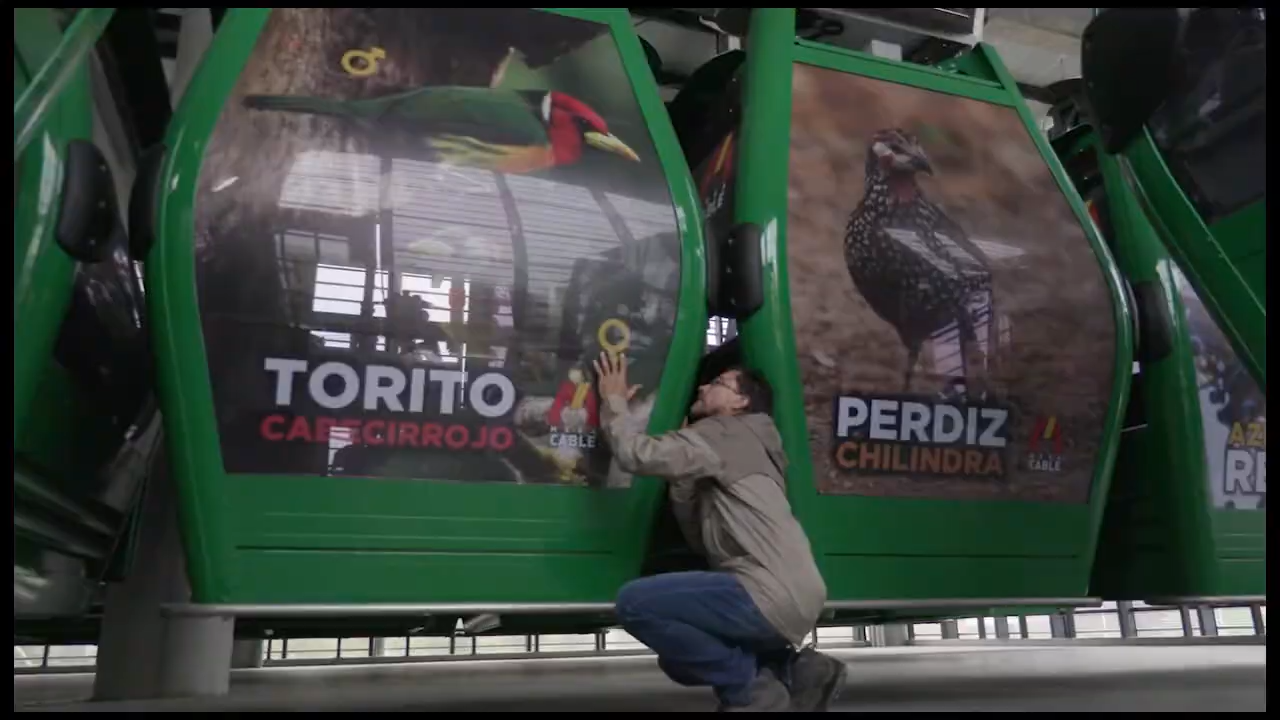 TORITO
CABECIRROJO
CABLE
PERDIZ
CHILINDRA
CABLE